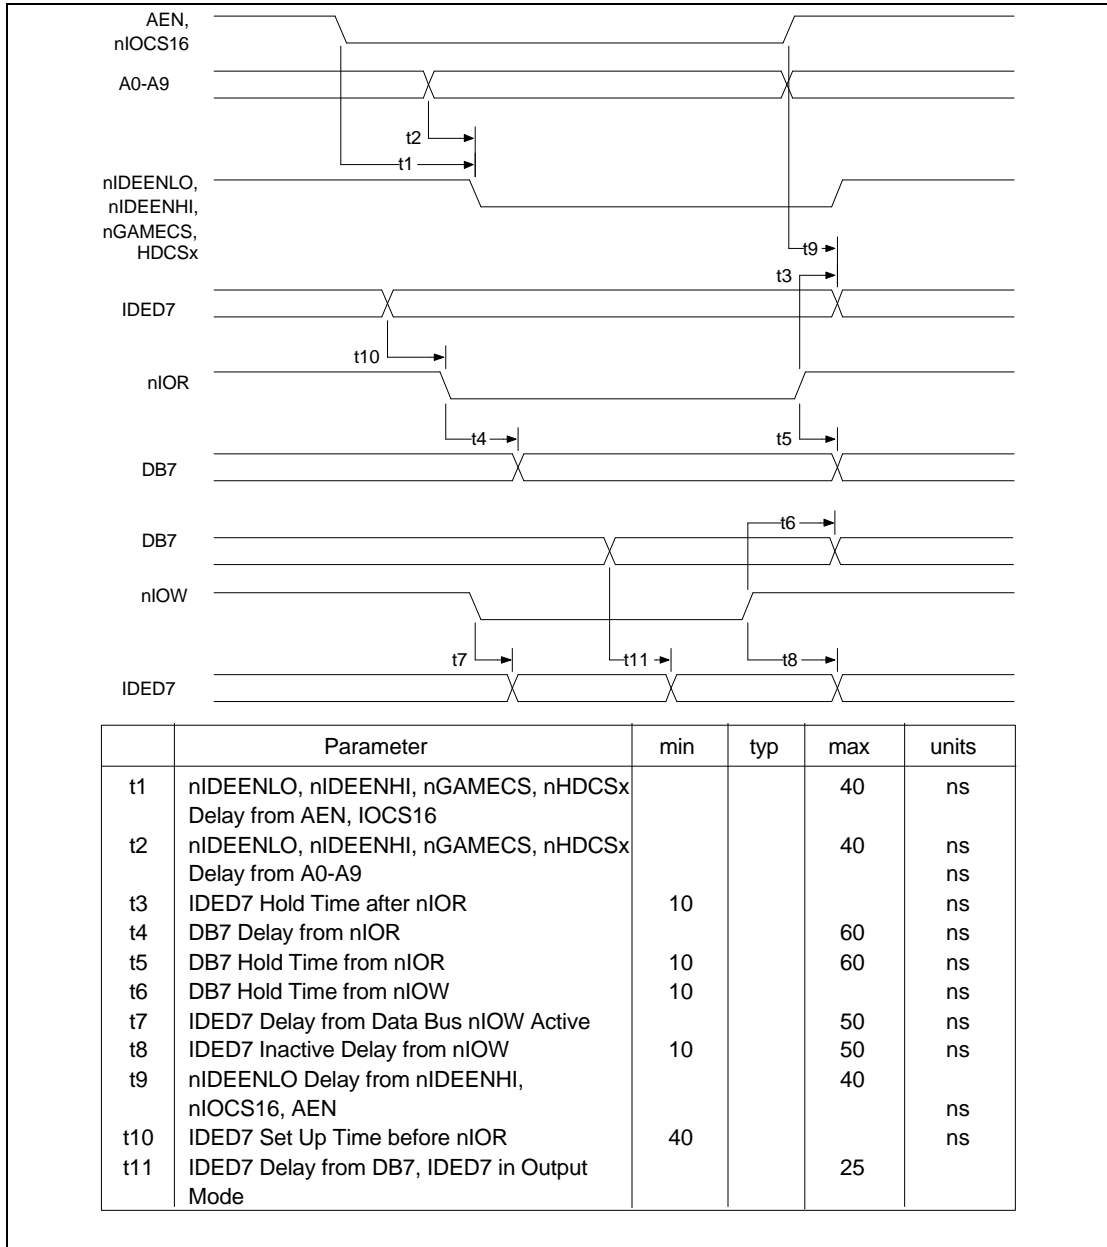 AEN,
nIOCS16
A0-A9
t2
t1
nIDEENLO,
nIDEENHI,
nGAMECS,
HDCSx
t9
t3
IDED7
t10
nIOR
t4
t5
DB7
t6
DB7
nIOW
t7
t11
t8
IDED7
Parameter min typ max units
t1 nIDEENLO, nIDEENHI, nGAMECS, nHDCSx 40 ns
Delay from AEN, IOCS16
t2 nIDEENLO, nIDEENHI, nGAMECS, nHDCSx 40 ns
Delay from A0-A9 ns
t3 IDED7 Hold Time after nIOR 10 ns
t4 DB7 Delay from nIOR 60 ns
t5 DB7 Hold Time from nIOR 10 60 ns
t6 DB7 Hold Time from nIOW 10 ns
t7 IDED7 Delay from Data Bus nIOW Active 50 ns
t8 IDED7 Inactive Delay from nIOW 10 50 ns
t9 nIDEENLO Delay from nIDEENHI, 40
nIOCS16, AEN ns
t10 IDED7 Set Up Time before nIOR 40 ns
t11 IDED7 Delay from DB7, IDED7 in Output 25
Mode